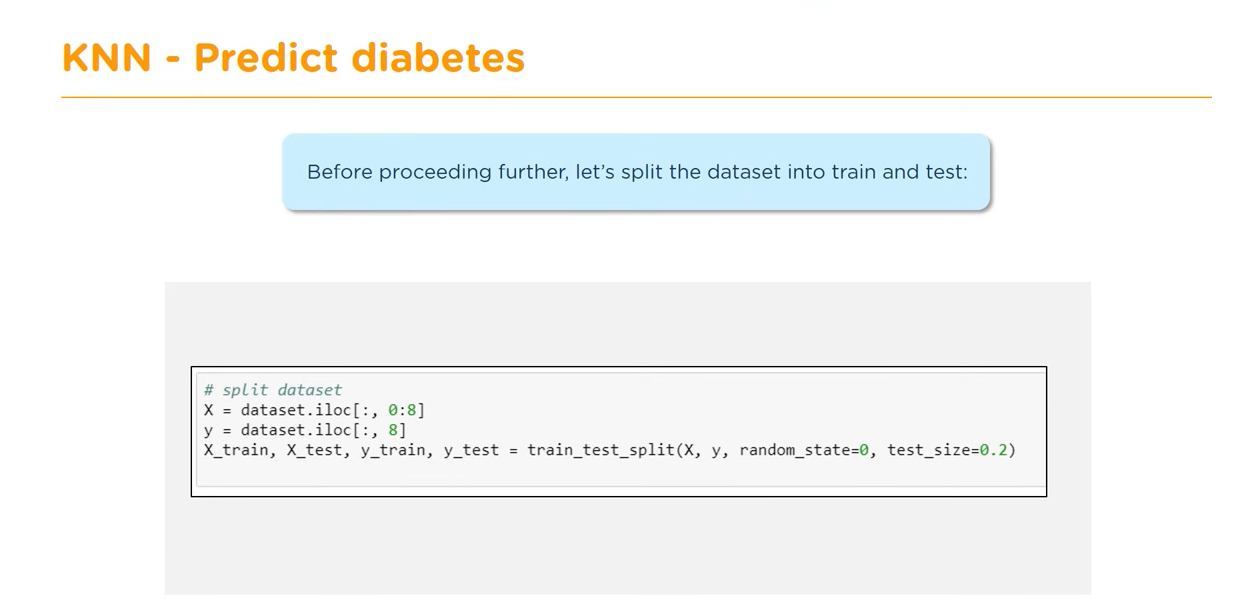 KNN - Predict diabetes
Before proceeding further, let’s split the dataset into train and test:
# split dataset
X = dataset.iloc[:, 0:8]
y = dataset.iloc[:, 8]
X_train, X_test, y_train, y_test = train_test_split(X, y, random_state=0, test_size=0.2)